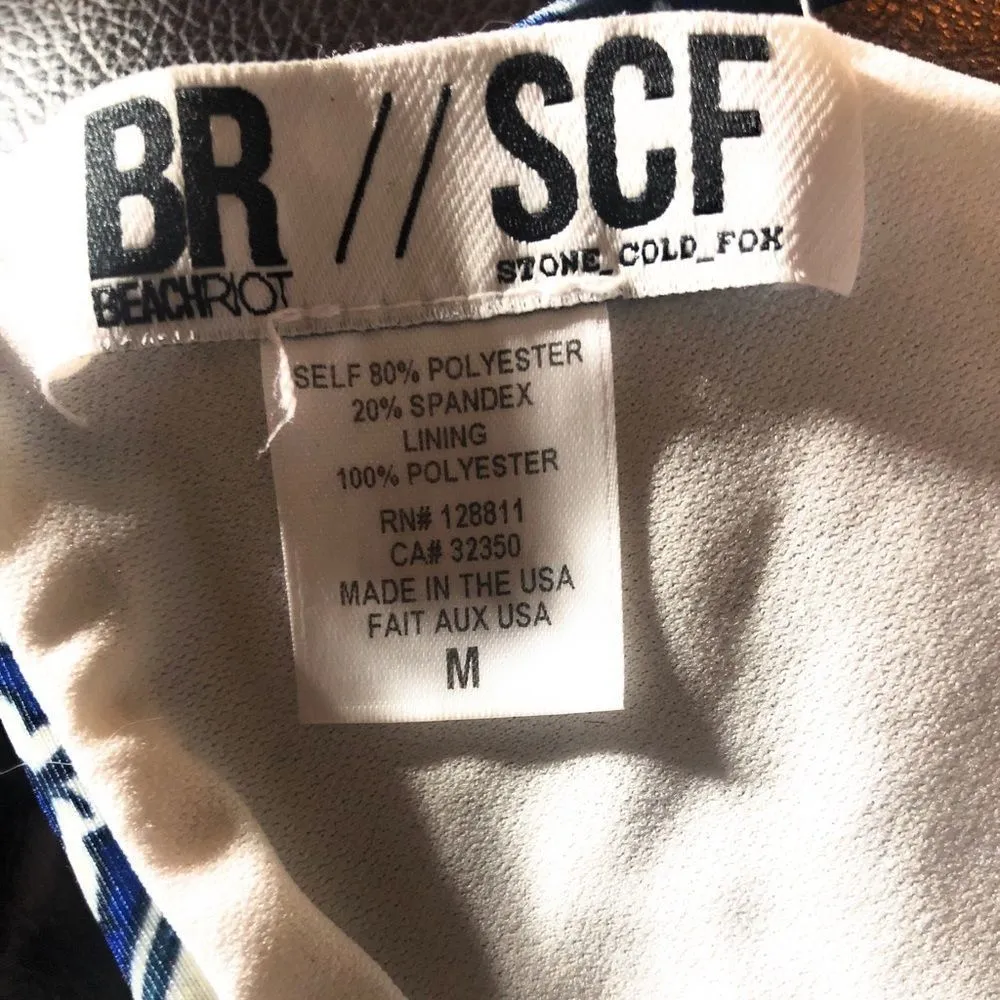 BR // SCF
BEACHRIOT
STONE_COLD_FOX
SELF 80% POLYESTER
20% SPANDEX
LINING
100% POLYESTER
RN# 128811
CA# 32350
MADE IN THE USA
FAIT AUX USA
M